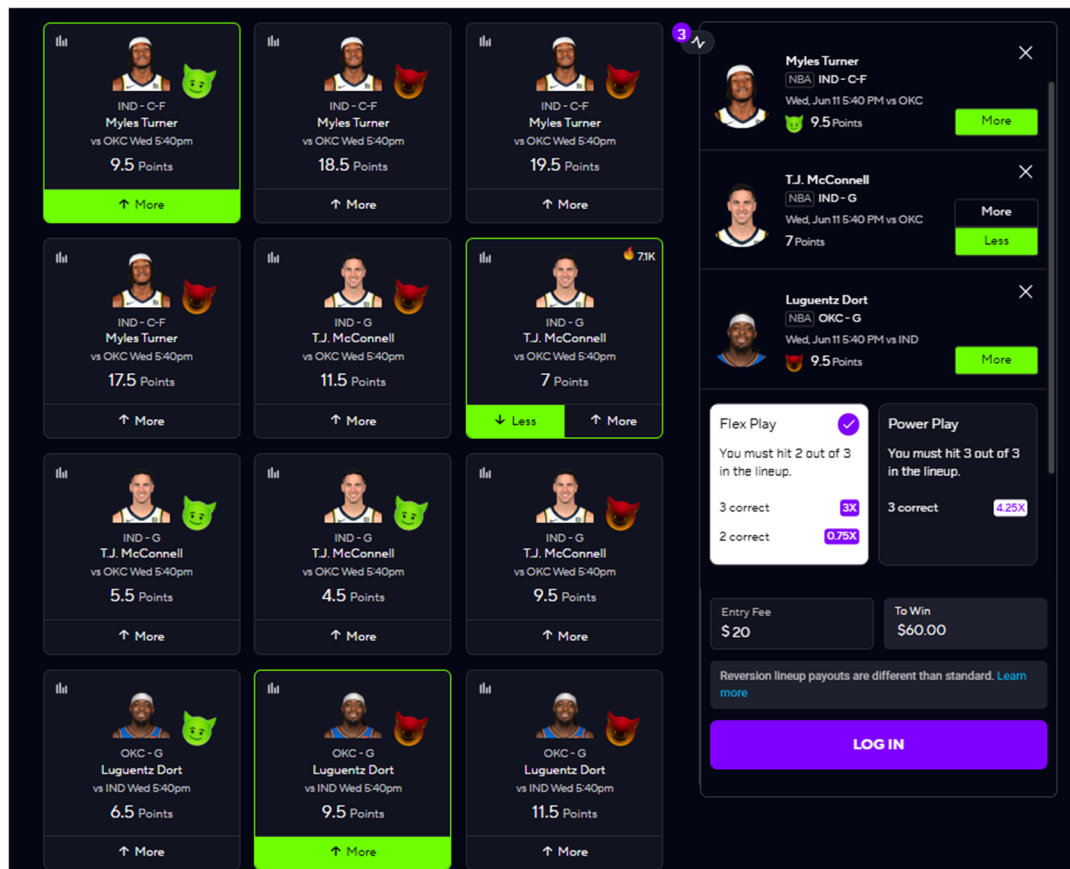 IND - C-F
Myles Turner
vs OKC Wed 5:40pm
9.5 Points
↑ More
IND - C-F
Myles Turner
vs OKC Wed 5:40pm
18.5 Points
↑ More
IND - C-F
Myles Turner
vs OKC Wed 5:40pm
19.5 Points
↑ More
IND - C-F
Myles Turner
vs OKC Wed 5:40pm
17.5 Points
↑ More
IND - G
T.J. McConnell
vs OKC Wed 5:40pm
11.5 Points
↑ More
7.1K
IND - G
T.J. McConnell
vs OKC Wed 5:40pm
7 Points
↓ Less
↑ More
IND - G
T.J. McConnell
vs OKC Wed 5:40pm
5.5 Points
↑ More
IND - G
T.J. McConnell
vs OKC Wed 5:40pm
4.5 Points
↑ More
IND - G
T.J. McConnell
vs OKC Wed 5:40pm
9.5 Points
↑ More
OKC - G
Luguentz Dort
vs IND Wed 5:40pm
6.5 Points
↑ More
OKC - G
Luguentz Dort
vs IND Wed 5:40pm
9.5 Points
↑ More
OKC - G
Luguentz Dort
vs IND Wed 5:40pm
11.5 Points
↑ More
3
Myles Turner
NBA IND - C-F
Wed, Jun 11 5:40 PM vs OKC
9.5 Points
More
T.J. McConnell
NBA IND - G
Wed, Jun 11 5:40 PM vs OKC
7 Points
More
Less
Luguentz Dort
NBA OKC - G
Wed, Jun 11 5:40 PM vs IND
9.5 Points
More
Flex Play
You must hit 2 out of 3
in the lineup.
3 correct 3X
2 correct 0.75X
Power Play
You must hit 3 out of 3
in the lineup.
3 correct 4.25X
Entry Fee
$ 20
To Win
$60.00
Reversion lineup payouts are different than standard. Learn
more
LOG IN